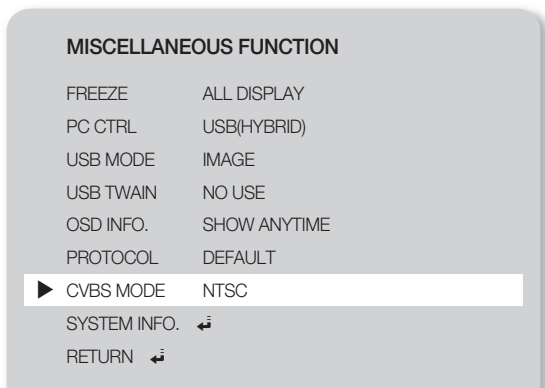 MISCELLANEOUS FUNCTION
FREEZE ALL DISPLAY
PC CTRL USB(HYBRID)
USB MODE IMAGE
USB TWAIN NO USE
OSD INFO. SHOW ANYTIME
PROTOCOL DEFAULT
▶ CVBS MODE NTSC
SYSTEM INFO. ↲
RETURN ↲